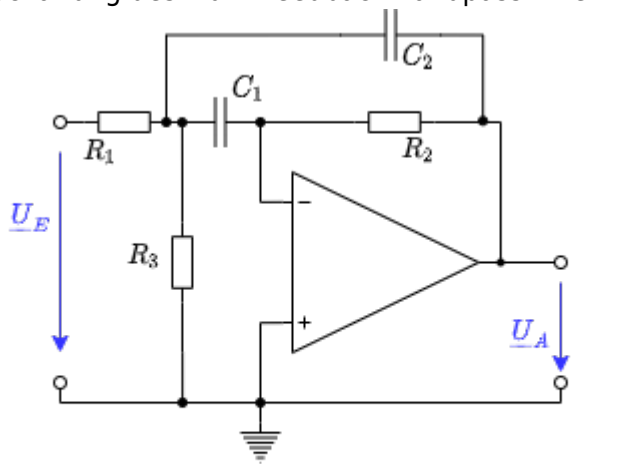 C₂
C₁
R₁
R₂
U_E
R₃
−
+
U_A